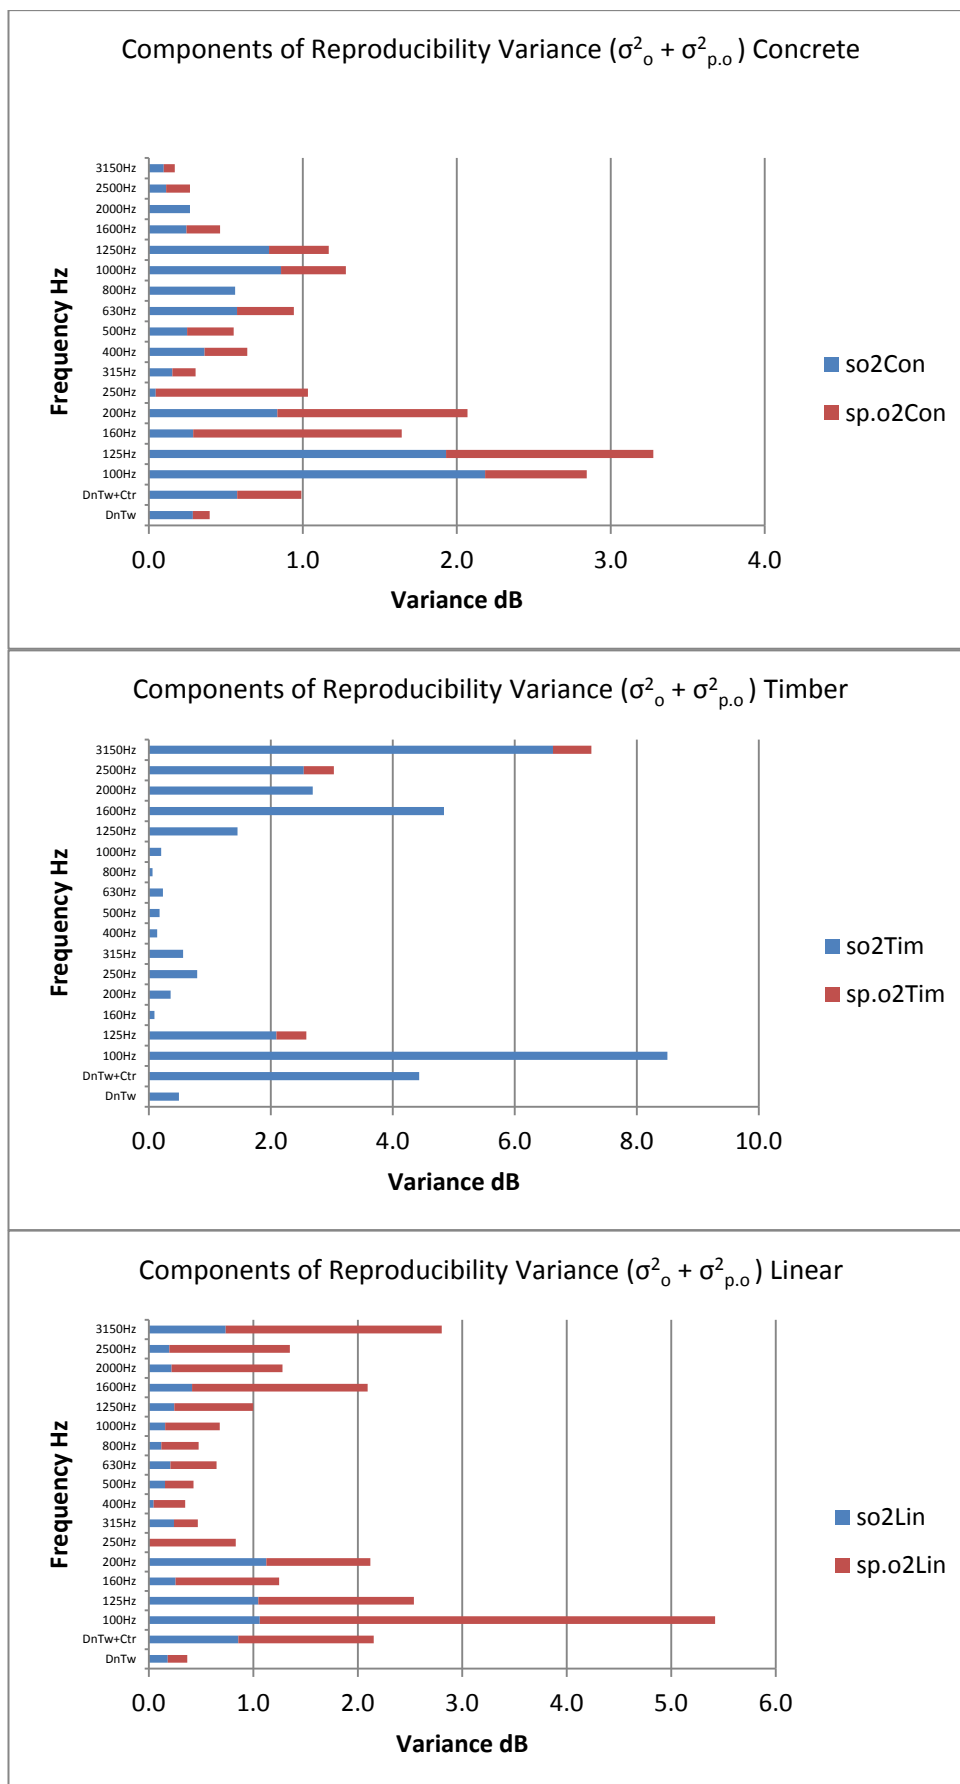 Components of Reproducibility Variance (σ²ₒ + σ²ₚ.ₒ) Concrete
Frequency Hz
3150Hz
2500Hz
2000Hz
1600Hz
1250Hz
1000Hz
800Hz
630Hz
500Hz
400Hz
315Hz
250Hz
200Hz
160Hz
125Hz
100Hz
DnTw+Ctr
DnTw
0.0 1.0 2.0 3.0 4.0
Variance dB
so2Con
sp.o2Con
Components of Reproducibility Variance (σ²ₒ + σ²ₚ.ₒ) Timber
Frequency Hz
3150Hz
2500Hz
2000Hz
1600Hz
1250Hz
1000Hz
800Hz
630Hz
500Hz
400Hz
315Hz
250Hz
200Hz
160Hz
125Hz
100Hz
DnTw+Ctr
DnTw
0.0 2.0 4.0 6.0 8.0 10.0
Variance dB
so2Tim
sp.o2Tim
Components of Reproducibility Variance (σ²ₒ + σ²ₚ.ₒ) Linear
Frequency Hz
3150Hz
2500Hz
2000Hz
1600Hz
1250Hz
1000Hz
800Hz
630Hz
500Hz
400Hz
315Hz
250Hz
200Hz
160Hz
125Hz
100Hz
DnTw+Ctr
DnTw
0.0 1.0 2.0 3.0 4.0 5.0 6.0
Variance dB
so2Lin
sp.o2Lin